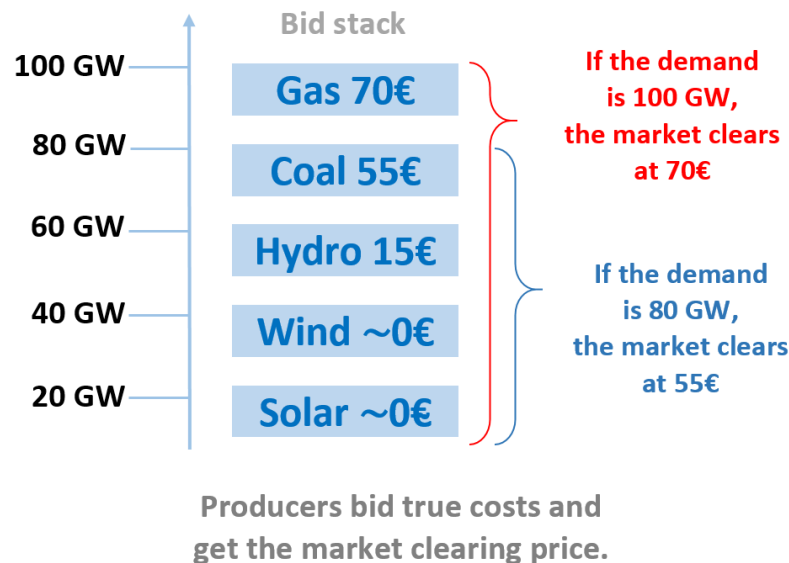 Bid stack
100 GW
Gas 70€
80 GW
Coal 55€
60 GW
Hydro 15€
40 GW
Wind ~0€
20 GW
Solar ~0€
If the demand
is 100 GW,
the market clears
at 70€
If the demand
is 80 GW,
the market clears
at 55€
Producers bid true costs and
get the market clearing price.